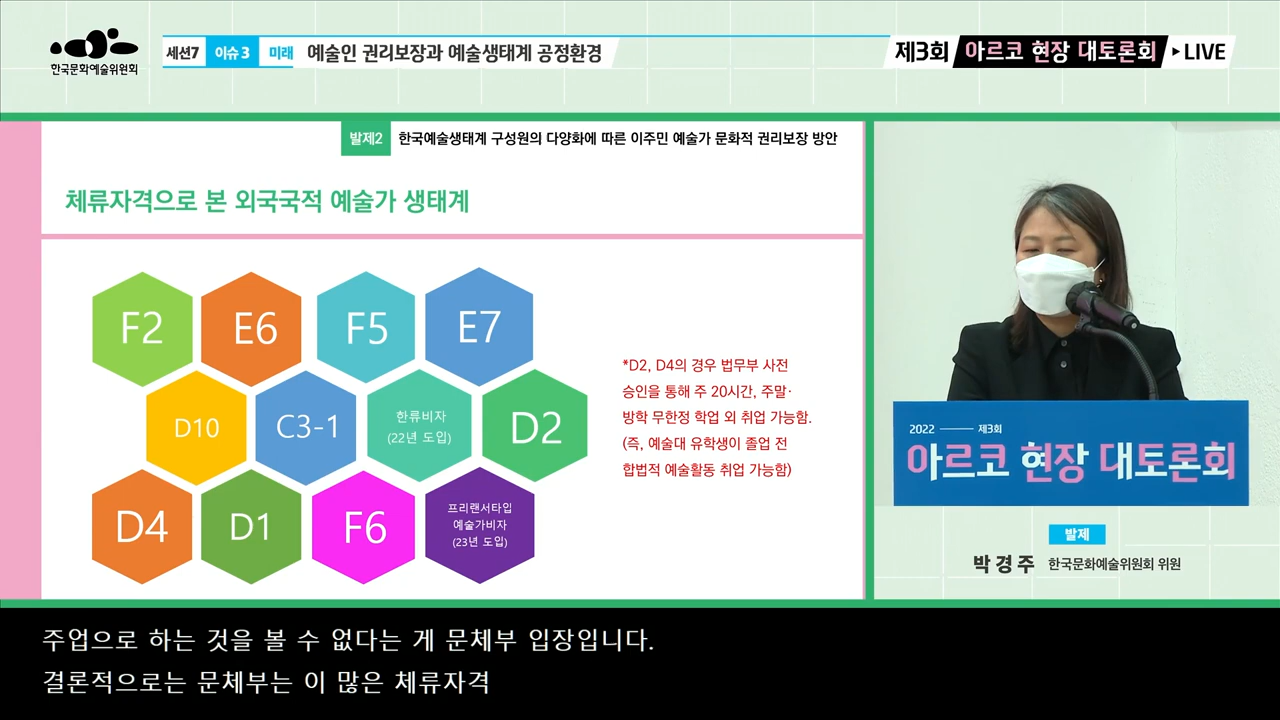 한국문화예술위원회
세션7 이슈 3 미래 예술인 권리보장과 예술생태계 공정환경
제3회 아르코 현장 대토론회 LIVE
발제2 한국예술생태계 구성원의 다양화에 따른 이주민 예술가 문화적 권리보장 방안
체류자격으로 본 외국국적 예술가 생태계
F2 E6 F5 E7
D10 C3-1 한류비자
(22년 도입) D2
D4 D1 F6 프리랜서타입
예술가비자
(23년 도입)
*D2, D4의 경우 법무부 사전
승인을 통해 주 20시간, 주말·
방학 무한정 학업 외 취업 가능함.
(즉, 예술대 유학생이 졸업 전
합법적 예술활동 취업 가능함)
2022 제3회
아르코 현장 대토론회
발제
박경주 한국문화예술위원회 위원
주업으로 하는 것을 볼 수 없다는 게 문체부 입장입니다.
결론적으로는 문체부는 이 많은 체류자격